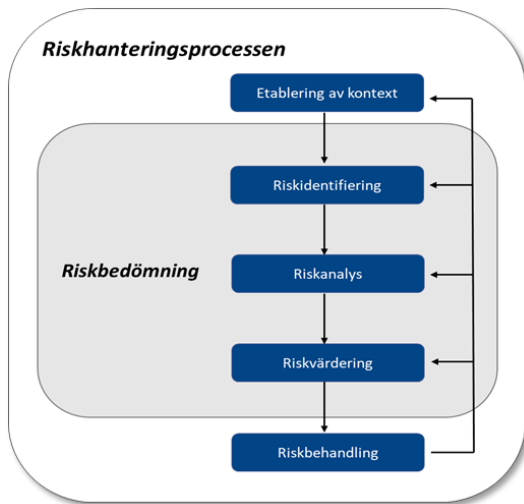 Riskhanteringsprocessen
Etablering av kontext
Riskidentifiering
Riskbedömning
Riskanalys
Riskvärdering
Riskbehandling